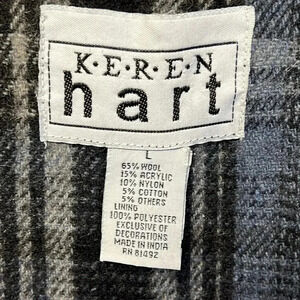 K·E·R·E·N
hart
L
65% WOOL
15% ACRYLIC
10% NYLON
5% COTTON
5% OTHERS
LINING
100% POLYESTER
EXCLUSIVE OF
DECORATIONS
MADE IN INDIA
RN 81492